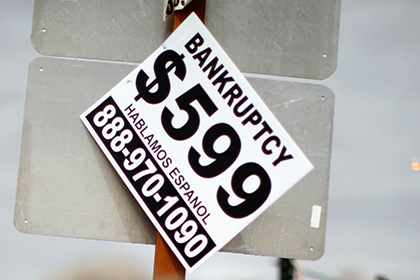 BANKRUPTCY
$599
HABLAMOS ESPANOL
888-970-1090